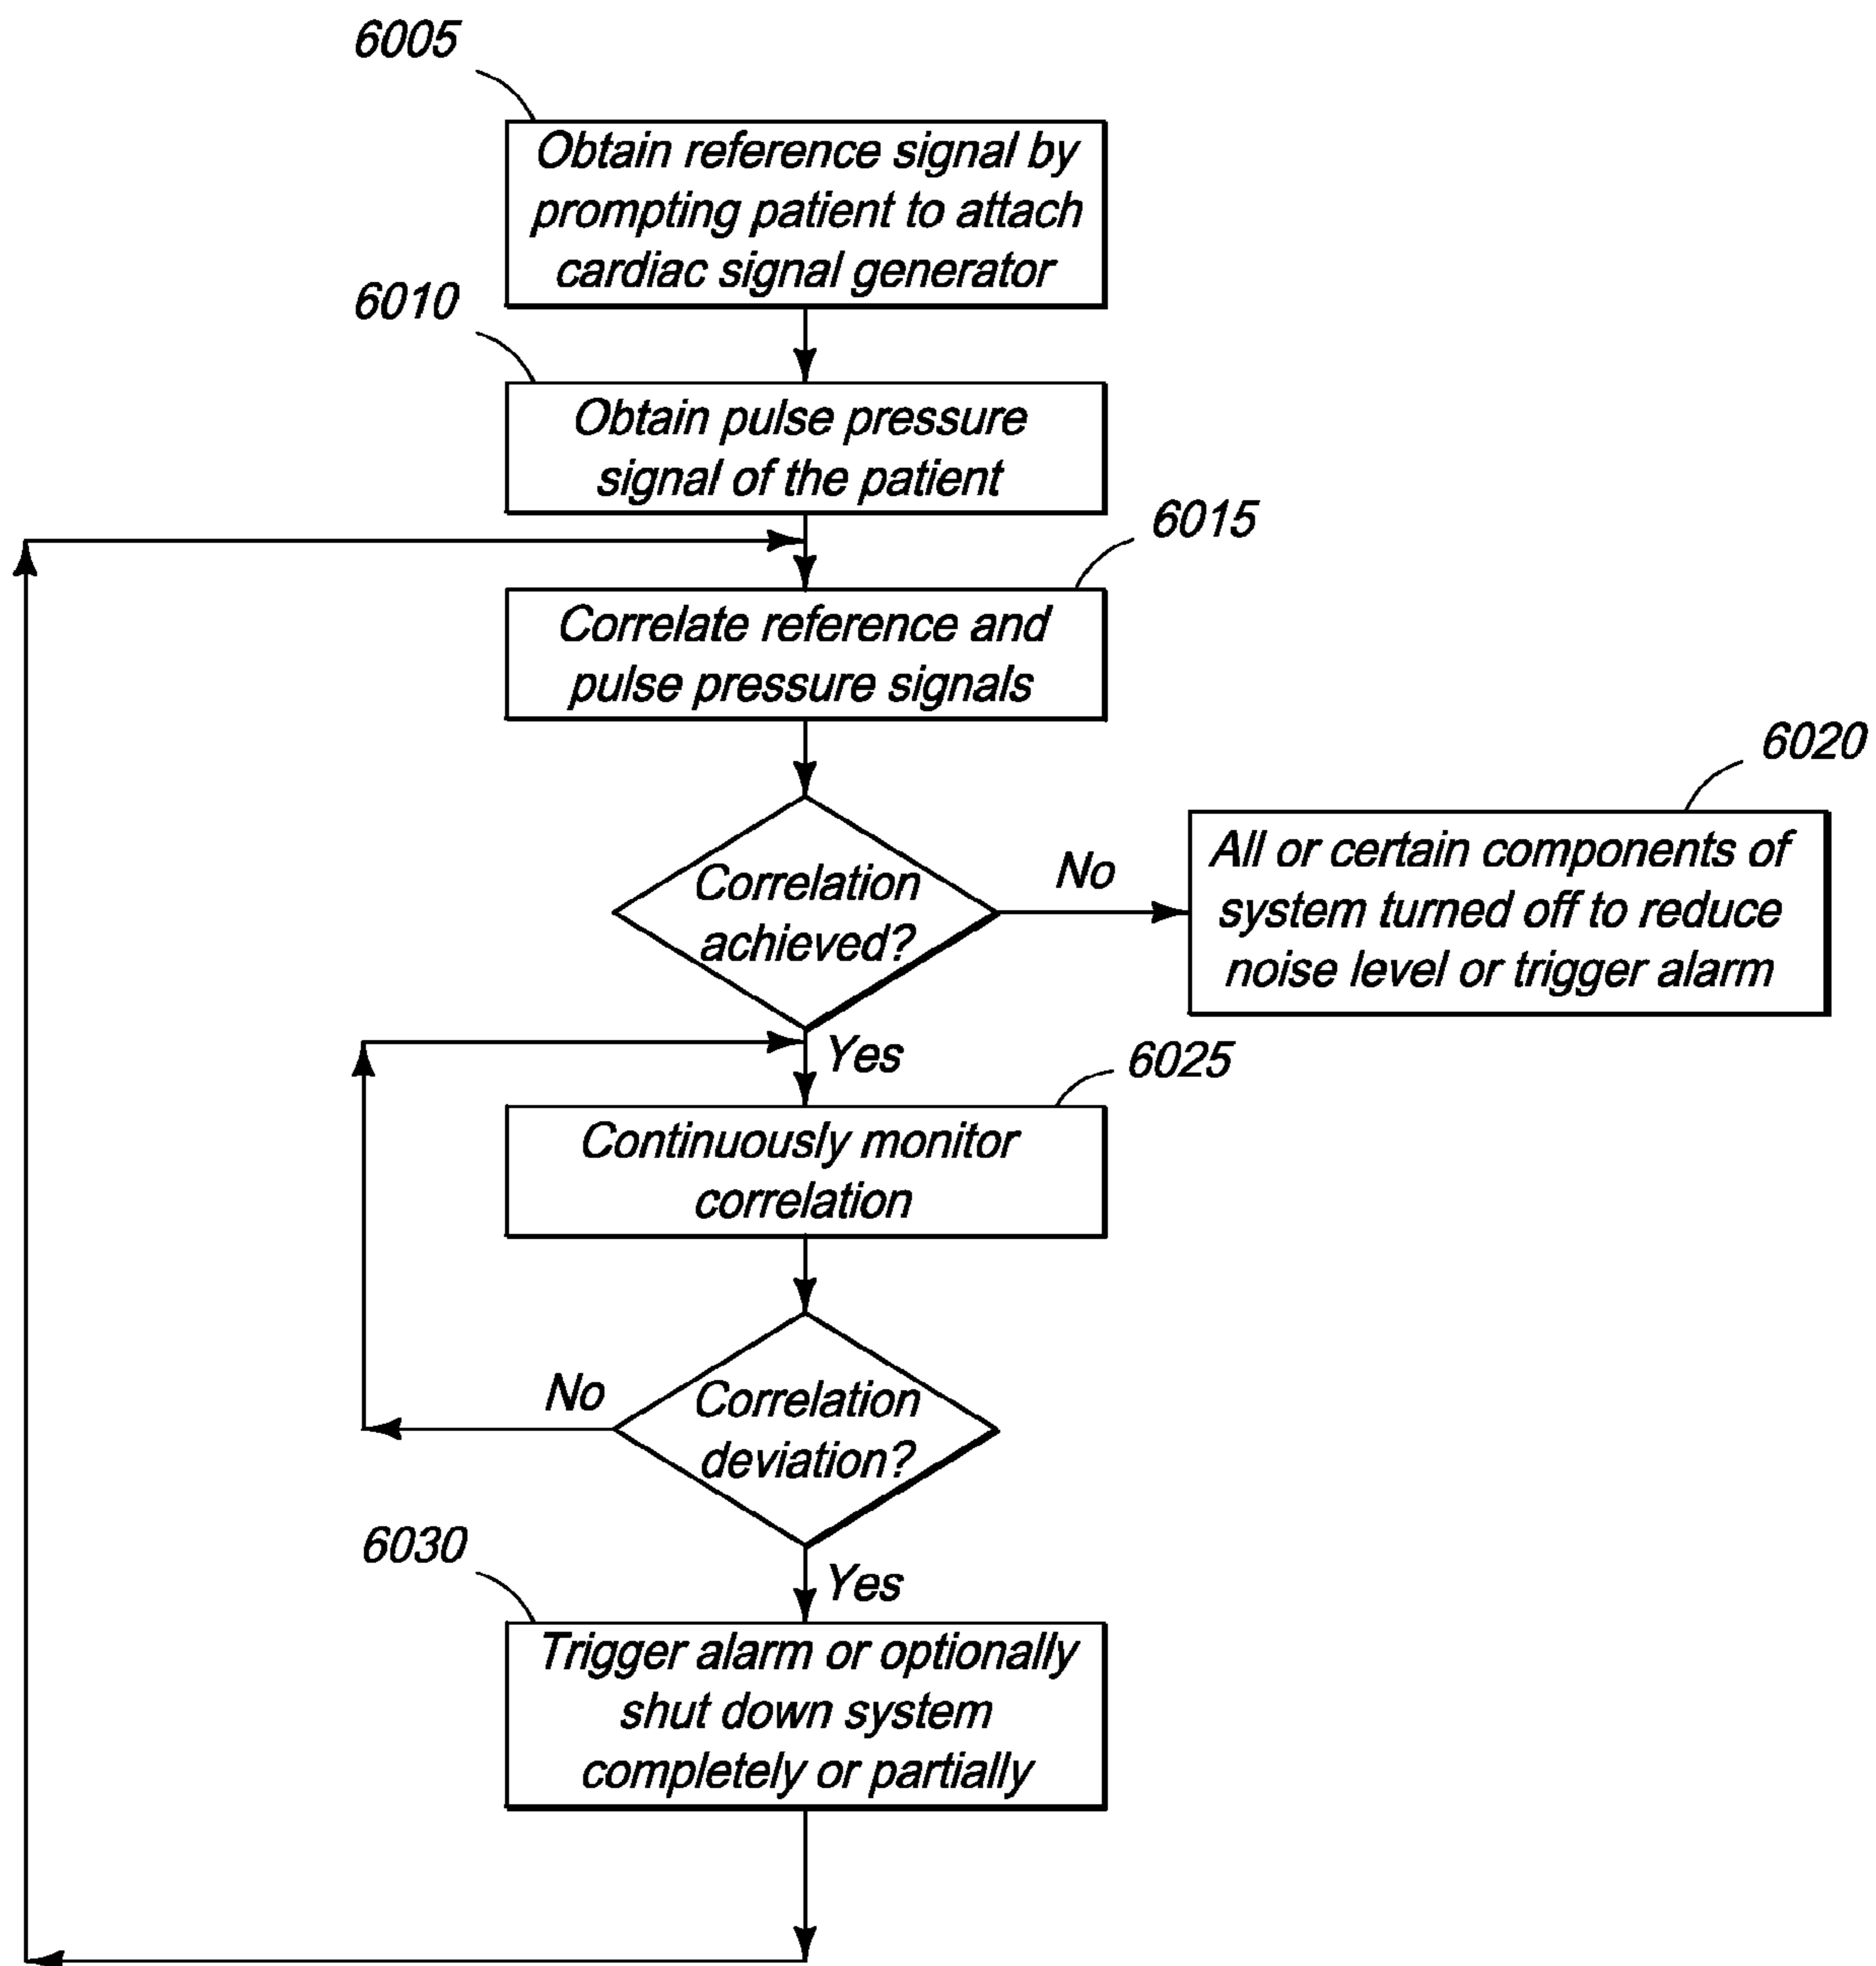 6005
Obtain reference signal by
prompting patient to attach
cardiac signal generator
6010
Obtain pulse pressure
signal of the patient
6015
Correlate reference and
pulse pressure signals
6020
Correlation
achieved?
No
All or certain components of
system turned off to reduce
noise level or trigger alarm
Yes
6025
Continuously monitor
correlation
No
Correlation
deviation?
6030
Yes
Trigger alarm or optionally
shut down system
completely or partially